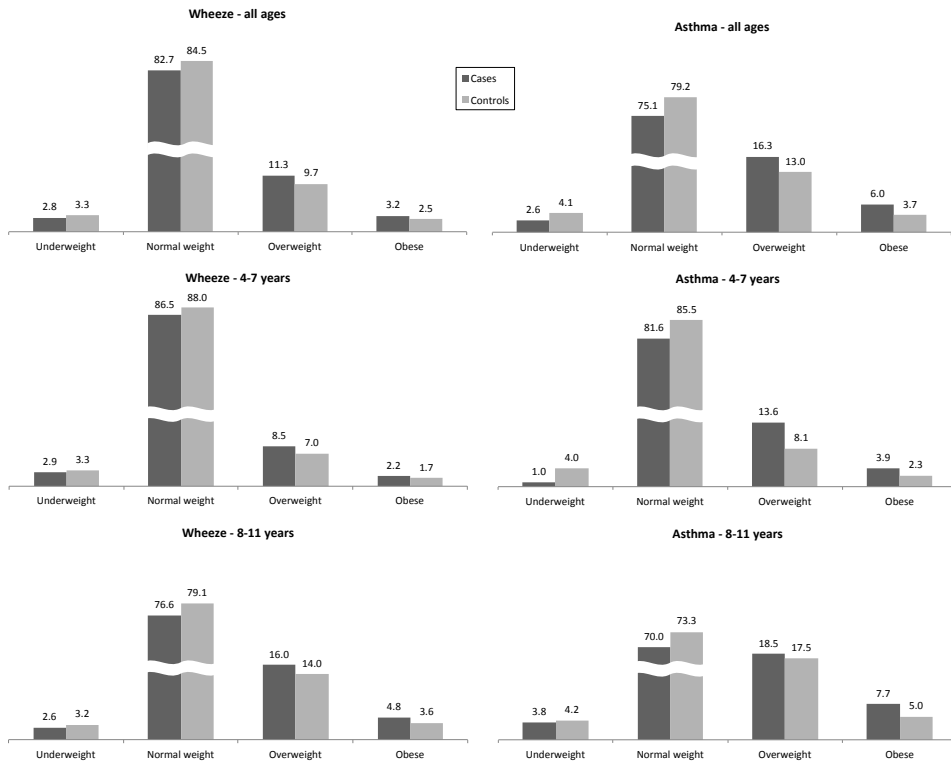 Wheeze - all ages
82.7 84.5
11.3 9.7
2.8 3.3
3.2 2.5
Underweight Normal weight Overweight Obese
Cases
Controls
Asthma - all ages
75.1 79.2
16.3 13.0
2.6 4.1
6.0 3.7
Underweight Normal weight Overweight Obese
Wheeze - 4-7 years
86.5 88.0
8.5 7.0
2.9 3.3
2.2 1.7
Underweight Normal weight Overweight Obese
Asthma - 4-7 years
81.6 85.5
13.6 8.1
1.0 4.0
3.9 2.3
Underweight Normal weight Overweight Obese
Wheeze - 8-11 years
76.6 79.1
16.0 14.0
2.6 3.2
4.8 3.6
Underweight Normal weight Overweight Obese
Asthma - 8-11 years
70.0 73.3
18.5 17.5
3.8 4.2
7.7 5.0
Underweight Normal weight Overweight Obese